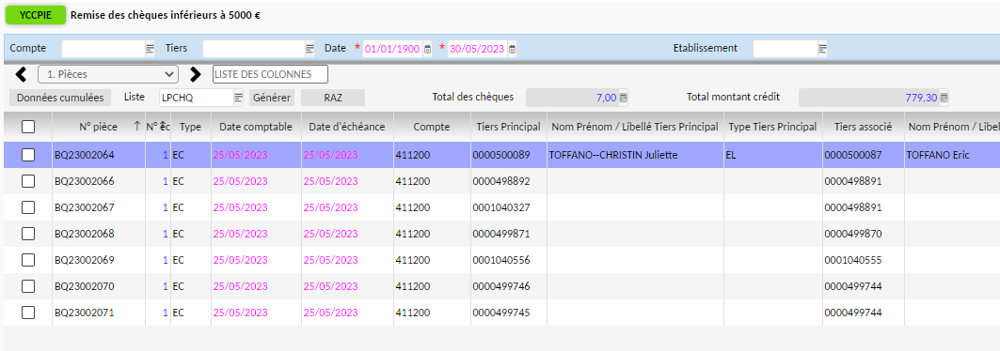 YCCPIE Remise des chèques inférieurs à 5000 €
Compte Tiers Date * 01/01/1900 * 30/05/2023 Etablissement
1. Pièces LISTE DES COLONNES
Données cumulées Liste LPCHQ Générer RAZ Total des chèques 7,00 Total montant crédit 779,30
N° pièce ↑ N° Type Date comptable Date d'échéance Compte Tiers Principal Nom Prénom / Libellé Tiers Principal Type Tiers Principal Tiers associé Nom Prénom / Libel
BQ23002064 1 EC 25/05/2023 25/05/2023 411200 0000500089 TOFFANO--CHRISTIN Juliette EL 0000500087 TOFFANO Eric
BQ23002066 1 EC 25/05/2023 25/05/2023 411200 0000498892 0000498891
BQ23002067 1 EC 25/05/2023 25/05/2023 411200 0001040327 0000498891
BQ23002068 1 EC 25/05/2023 25/05/2023 411200 0000499871 0000499870
BQ23002069 1 EC 25/05/2023 25/05/2023 411200 0001040556 0001040555
BQ23002070 1 EC 25/05/2023 25/05/2023 411200 0000499746 0000499744
BQ23002071 1 EC 25/05/2023 25/05/2023 411200 0000499745 0000499744